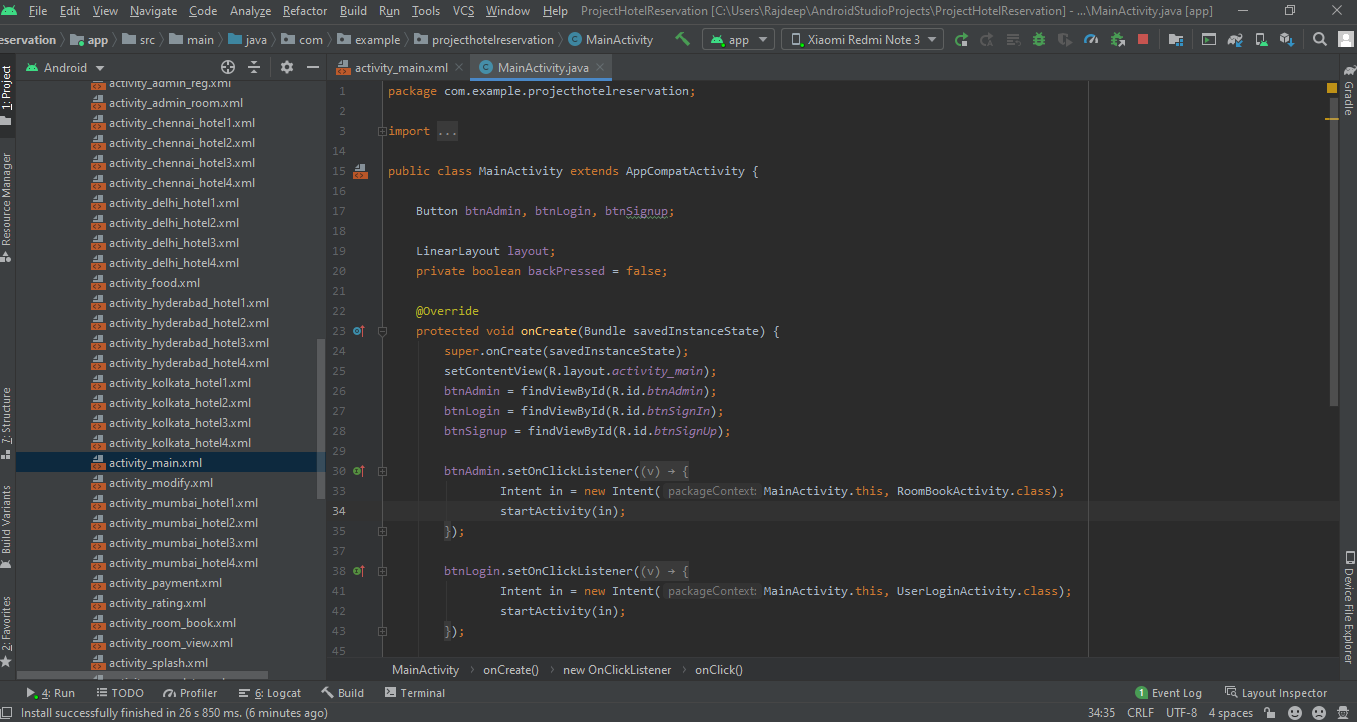 File Edit View Navigate Code Analyze Refactor Build Run Tools VCS Window Help ProjectHotelReservation [C:\Users\Rajdeep\AndroidStudioProjects\ProjectHotelReservation] - ...\MainActivity.java [app]
eservation app src main java com example projecthotelreservation MainActivity app Xiaomi Redmi Note 3
Android
activity_main.xml MainActivity.java
1: Project
Resource Manager
7: Structure
Build Variants
2: Favorites
activity_admin_reg.xml
activity_admin_room.xml
activity_chennai_hotel1.xml
activity_chennai_hotel2.xml
activity_chennai_hotel3.xml
activity_chennai_hotel4.xml
activity_delhi_hotel1.xml
activity_delhi_hotel2.xml
activity_delhi_hotel3.xml
activity_delhi_hotel4.xml
activity_food.xml
activity_hyderabad_hotel1.xml
activity_hyderabad_hotel2.xml
activity_hyderabad_hotel3.xml
activity_hyderabad_hotel4.xml
activity_kolkata_hotel1.xml
activity_kolkata_hotel2.xml
activity_kolkata_hotel3.xml
activity_kolkata_hotel4.xml
activity_main.xml
activity_modify.xml
activity_mumbai_hotel1.xml
activity_mumbai_hotel2.xml
activity_mumbai_hotel3.xml
activity_mumbai_hotel4.xml
activity_payment.xml
activity_rating.xml
activity_room_book.xml
activity_room_view.xml
activity_splash.xml
1 package com.example.projecthotelreservation;
2
3 import ...
14
15 public class MainActivity extends AppCompatActivity {
16
17 Button btnAdmin, btnLogin, btnSignup;
18
19 LinearLayout layout;
20 private boolean backPressed = false;
21
22 @Override
23 protected void onCreate(Bundle savedInstanceState) {
24 super.onCreate(savedInstanceState);
25 setContentView(R.layout.activity_main);
26 btnAdmin = findViewById(R.id.btnAdmin);
27 btnLogin = findViewById(R.id.btnSignIn);
28 btnSignup = findViewById(R.id.btnSignUp);
29
30 btnAdmin.setOnClickListener((v) → {
33 Intent in = new Intent( packageContext: MainActivity.this, RoomBookActivity.class);
34 startActivity(in);
35 });
37
38 btnLogin.setOnClickListener((v) → {
41 Intent in = new Intent( packageContext: MainActivity.this, UserLoginActivity.class);
42 startActivity(in);
43 });
45
Gradle
Device File Explorer
MainActivity onCreate() new OnClickListener onClick()
4: Run TODO Profiler 6: Logcat Build Terminal 1 Event Log Layout Inspector
Install successfully finished in 26 s 850 ms. (6 minutes ago) 34:35 CRLF UTF-8 4 spaces